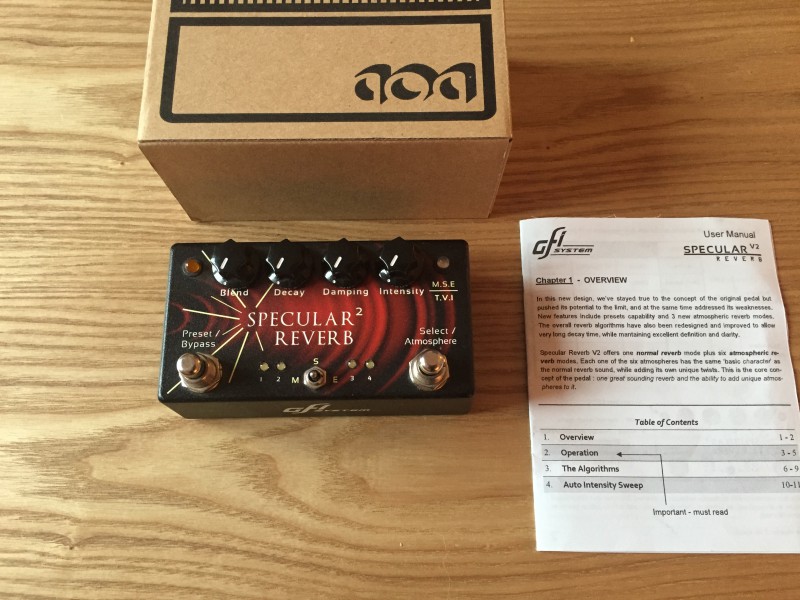 Blend Decay Damping Intensity M.S.E
T.V.I
SPECULAR²
REVERB
Preset /
Bypass
Select /
Atmosphere
S
1 2 M E 3 4
GFI SYSTEM
GFI SYSTEM
User Manual
SPECULAR V2
REVERB
Chapter 1 - OVERVIEW
In this new design, we've stayed true to the concept of the original pedal but
pushed its potential to the limit, and at the same time addressed its weaknesses.
New features include presets capability and 3 new atmospheric reverb modes.
The overall reverb algorithms have also been redesigned and improved to allow
very long decay time, while mantaining excellent definition and clarity.
Specular Reverb V2 offers one normal reverb mode plus six atmospheric re-
verb modes. Each one of the six atmospheres has the same 'basic character' as
the normal reverb sound, while adding its own unique twists. This is the core con-
cept of the pedal : one great sounding reverb and the ability to add unique atmos-
pheres to it.
Table of Contents
1. Overview 1 - 2
2. Operation 3 - 5
3. The Algorithms 6 - 9
4. Auto Intensity Sweep 10-11
Important - must read